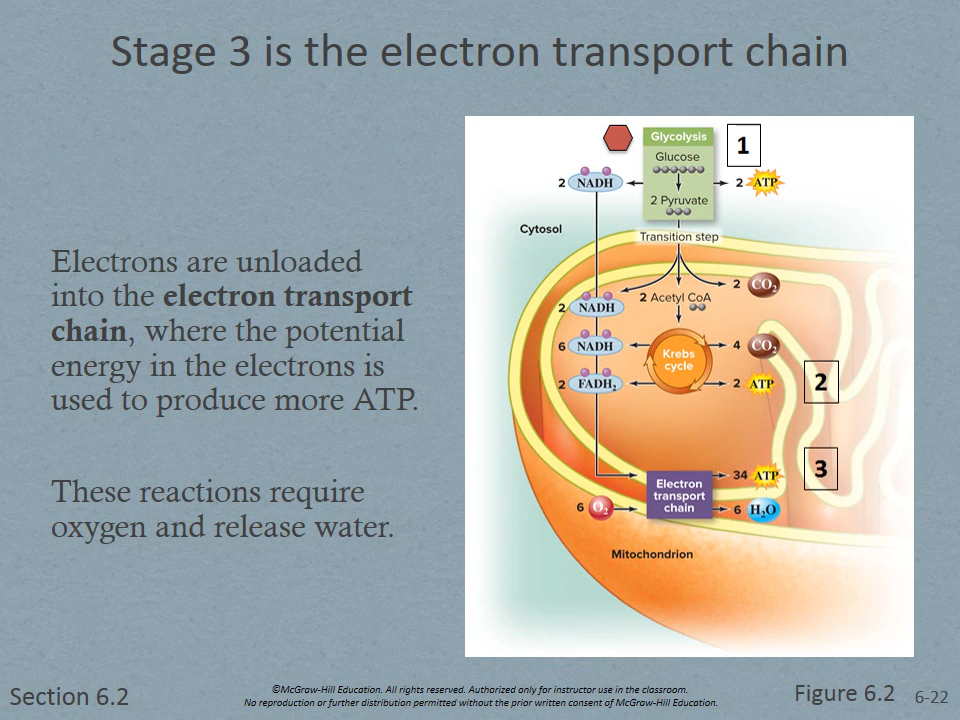 Stage 3 is the electron transport chain
Electrons are unloaded
into the electron transport
chain, where the potential
energy in the electrons is
used to produce more ATP.
These reactions require
oxygen and release water.
Glycolysis
1
Glucose
2 NADH
2 ATP
2 Pyruvate
Cytosol
Transition step
2 CO₂
2 Acetyl CoA
2 NADH
6 NADH
Krebs
cycle
4 CO₂
2 FADH₂
2 ATP
2
3
34 ATP
Electron
transport
chain
6 O₂
6 H₂O
Mitochondrion
Section 6.2
©McGraw-Hill Education. All rights reserved. Authorized only for instructor use in the classroom.
No reproduction or further distribution permitted without the prior written consent of McGraw-Hill Education.
Figure 6.2
6-22